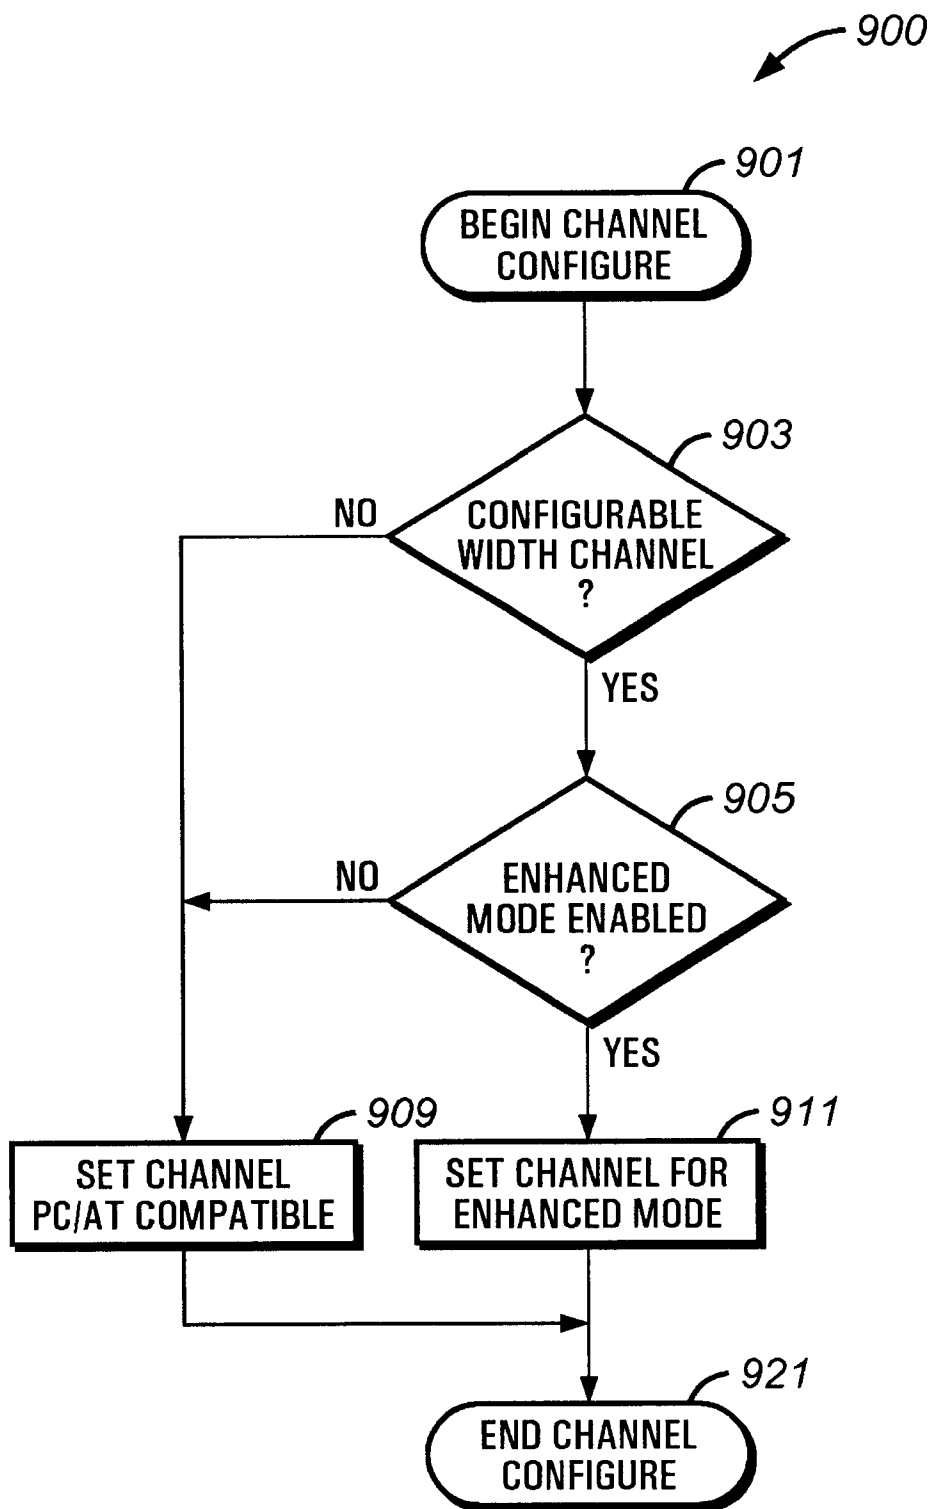 900
901
BEGIN CHANNEL
CONFIGURE
903
NO
CONFIGURABLE
WIDTH CHANNEL
?
YES
905
NO
ENHANCED
MODE ENABLED
?
YES
909
911
SET CHANNEL
PC/AT COMPATIBLE
SET CHANNEL FOR
ENHANCED MODE
921
END CHANNEL
CONFIGURE